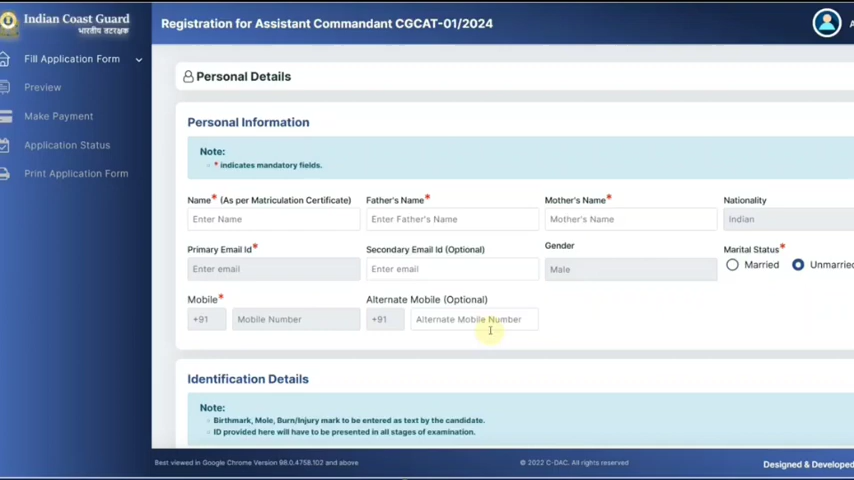 Indian Coast Guard
भारतीय तटरक्षक
Registration for Assistant Commandant CGCAT-01/2024
A
Fill Application Form
Preview
Make Payment
Application Status
Print Application Form
Personal Details
Personal Information
Note:
* indicates mandatory fields.
Name* (As per Matriculation Certificate) Father's Name* Mother's Name* Nationality
Enter Name Enter Father's Name Mother's Name Indian
Primary Email Id* Secondary Email Id (Optional) Gender Marital Status*
Enter email Enter email Male Married Unmarried
Mobile* Alternate Mobile (Optional)
+91 Mobile Number +91 Alternate Mobile Number
Identification Details
Note:
Birthmark, Mole, Burn/Injury mark to be entered as text by the candidate.
ID provided here will have to be presented in all stages of examination.
Best viewed in Google Chrome Version 98.0.4758.102 and above © 2022 C-DAC. All rights reserved Designed & Developed